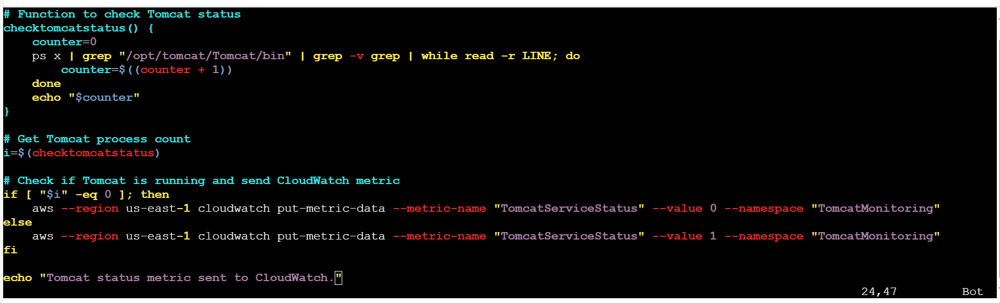 # Function to check Tomcat status
checktomcatstatus() {
    counter=0
    ps x | grep "/opt/tomcat/Tomcat/bin" | grep -v grep | while read -r LINE; do
        counter=$((counter + 1))
    done
    echo "$counter"
}

# Get Tomcat process count
i=$(checktomcatstatus)

# Check if Tomcat is running and send CloudWatch metric
if [ "$i" -eq 0 ]; then
    aws --region us-east-1 cloudwatch put-metric-data --metric-name "TomcatServiceStatus" --value 0 --namespace "TomcatMonitoring"
else
    aws --region us-east-1 cloudwatch put-metric-data --metric-name "TomcatServiceStatus" --value 1 --namespace "TomcatMonitoring"
fi

echo "Tomcat status metric sent to CloudWatch."
24,47 Bot